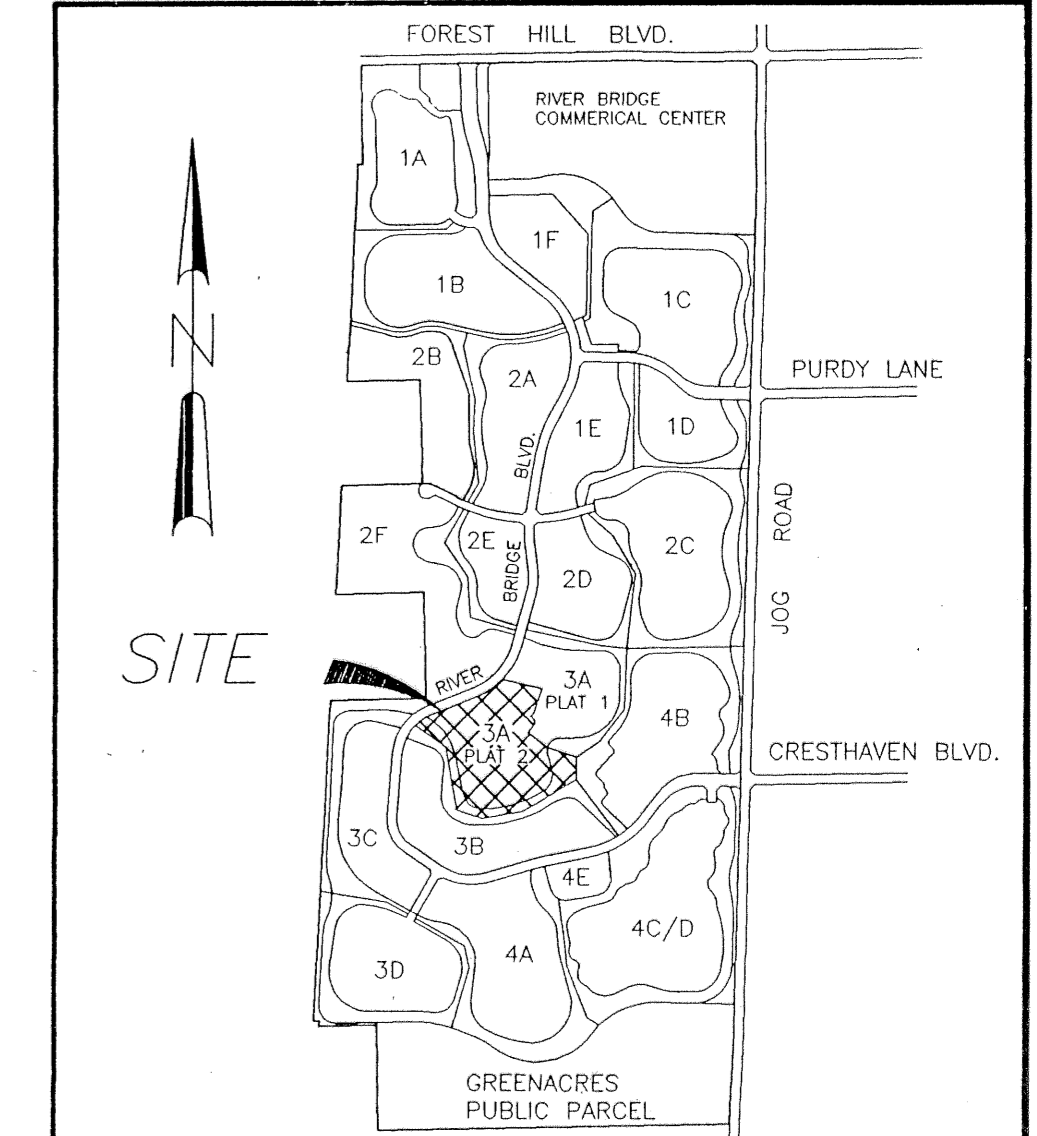 FOREST HILL BLVD.
RIVER BRIDGE
COMMERICAL CENTER
1A
1F
1B
1C
N
2B
2A
PURDY LANE
1E
1D
BLVD.
2F
2E
BRIDGE
2D
2C
JOG ROAD
SITE
RIVER
3A
PLAT 1
3A
PLAT 2
4B
CRESTHAVEN BLVD.
3C
3B
4E
4C/D
4A
3D
GREENACRES
PUBLIC PARCEL